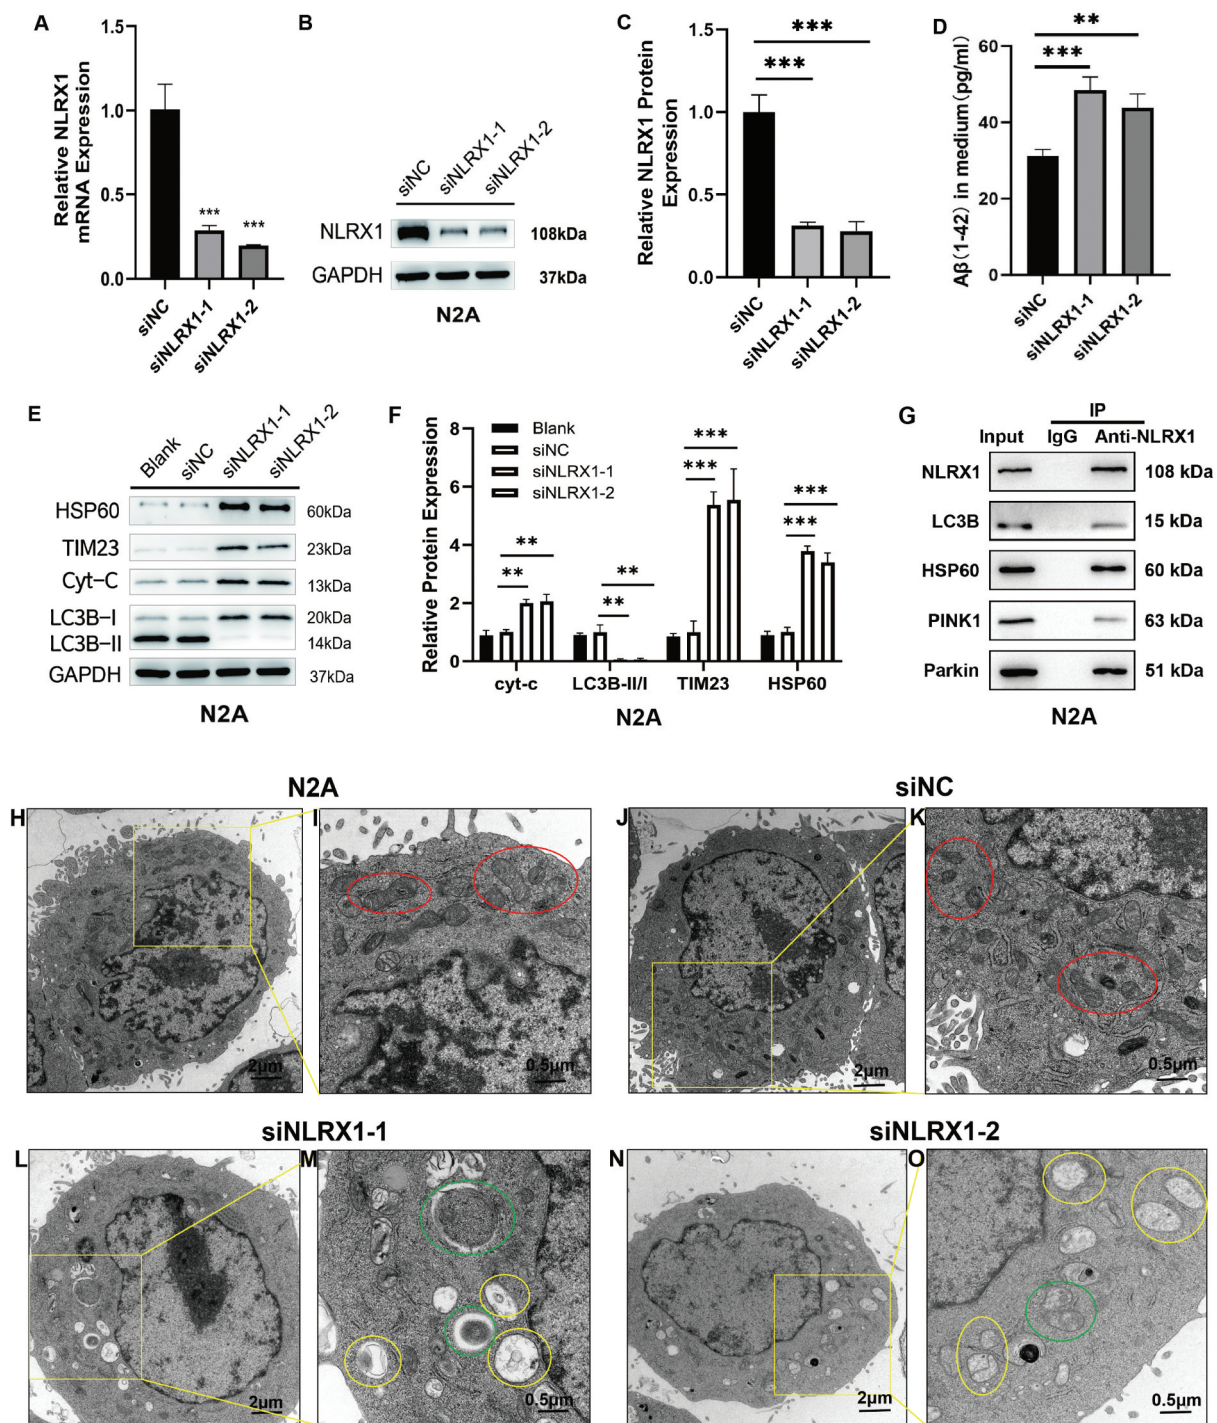 A
Relative NLRX1
mRNA Expression
1.5
1.0
0.5
0.0
***
***
siNC
siNLRX1-1
siNLRX1-2
B
siNC
siNLRX1-1
siNLRX1-2
NLRX1
108kDa
GAPDH
37kDa
N2A
C
Relative NLRX1 Protein
Expression
1.5
1.0
0.5
0.0
***
***
siNC
siNLRX1-1
siNLRX1-2
D
Aβ(1-42) in medium(pg/ml)
60
40
20
0
**
***
siNC
siNLRX1-1
siNLRX1-2
E
Blank
siNC
siNLRX1-1
siNLRX1-2
HSP60
60kDa
TIM23
23kDa
Cyt-C
13kDa
LC3B-I
20kDa
LC3B-II
14kDa
GAPDH
37kDa
N2A
F
Relative Protein Expression
8
6
4
2
0
Blank
siNC
siNLRX1-1
siNLRX1-2
**
**
**
**
***
***
***
***
cyt-c
LC3B-II/I
TIM23
HSP60
N2A
G
IP
Input
IgG
Anti-NLRX1
NLRX1
108 kDa
LC3B
15 kDa
HSP60
60 kDa
PINK1
63 kDa
Parkin
51 kDa
N2A
N2A
H
2μm
I
0.5μm
siNC
J
2μm
K
0.5μm
siNLRX1-1
L
2μm
M
0.5μm
siNLRX1-2
N
2μm
O
0.5μm